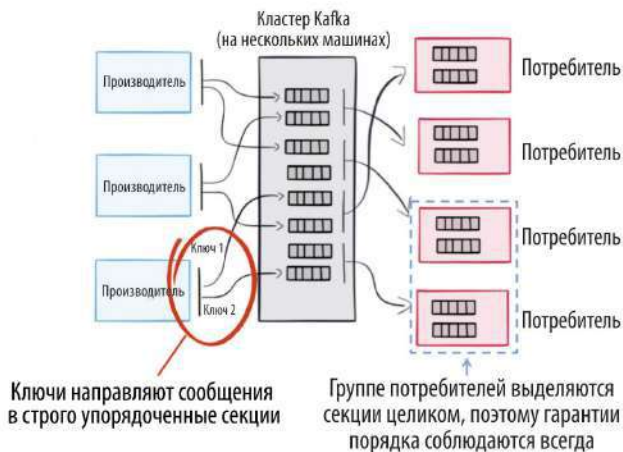 Кластер Kafka
(на нескольких машинах)
Производитель
Производитель
Производитель
Ключ 1
Ключ 2
Потребитель
Потребитель
Потребитель
Потребитель
Ключи направляют сообщения
в строго упорядоченные секции
Группе потребителей выделяются
секции целиком, поэтому гарантии
порядка соблюдаются всегда